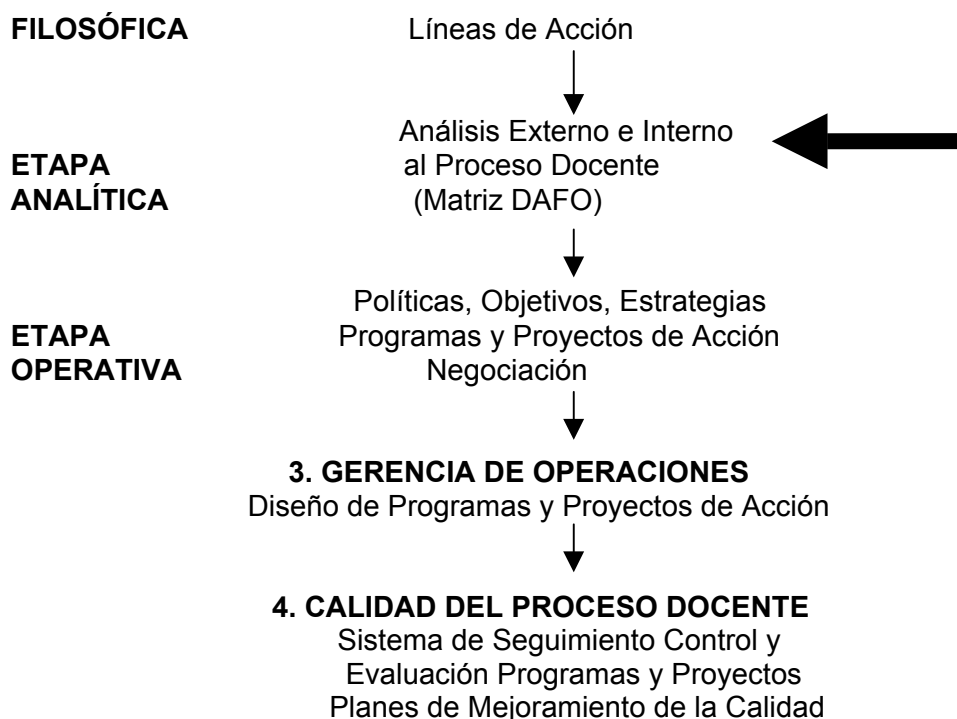 FILOSÓFICA Líneas de Acción
Análisis Externo e Interno
ETAPA al Proceso Docente
ANALÍTICA (Matriz DAFO)
Políticas, Objetivos, Estrategias
ETAPA Programas y Proyectos de Acción
OPERATIVA Negociación
3. GERENCIA DE OPERACIONES
Diseño de Programas y Proyectos de Acción
4. CALIDAD DEL PROCESO DOCENTE
Sistema de Seguimiento Control y
Evaluación Programas y Proyectos
Planes de Mejoramiento de la Calidad